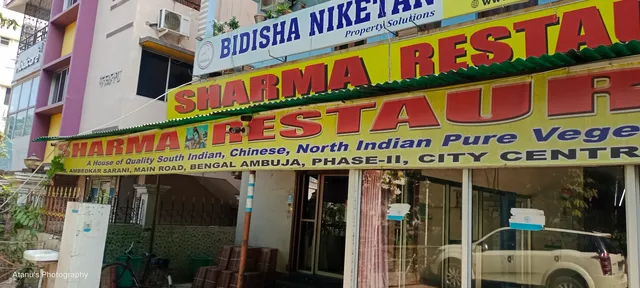 BIDISHA NIKETAN
Property Solutions
SHARMA RESTAU
SHARMA RESTAUR
A House of Quality South Indian, Chinese, North Indian Pure Vege
AMBEDKAR SARANI, MAIN ROAD, BENGAL AMBUJA, PHASE-II, CITY CENTR
Atanu's Photography